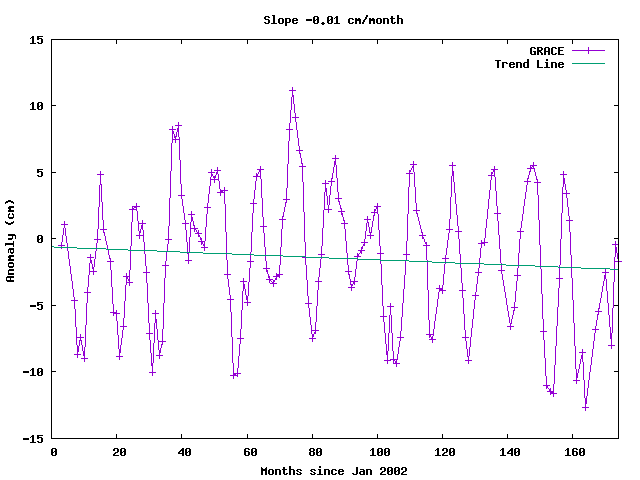 Slope -0.01 cm/month
GRACE
Trend Line
15
10
5
0
-5
-10
-15
Anomaly (cm)
0 20 40 60 80 100 120 140 160
Months since Jan 2002